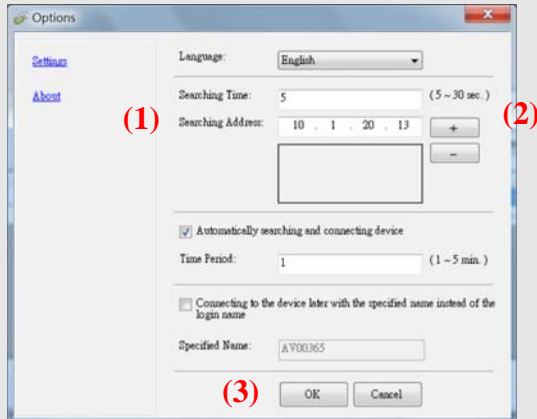 Options
Settings
About
Language:
English
Searching Time:
5
(5 ~ 30 sec.)
(1)
Searching Address:
10 . 1 . 20 . 13
+
(2)
-
Automatically searching and connecting device
Time Period:
1
(1 ~ 5 min.)
Connecting to the device later with the specified name instead of the
login name
Specified Name:
AV00365
(3)
OK
Cancel